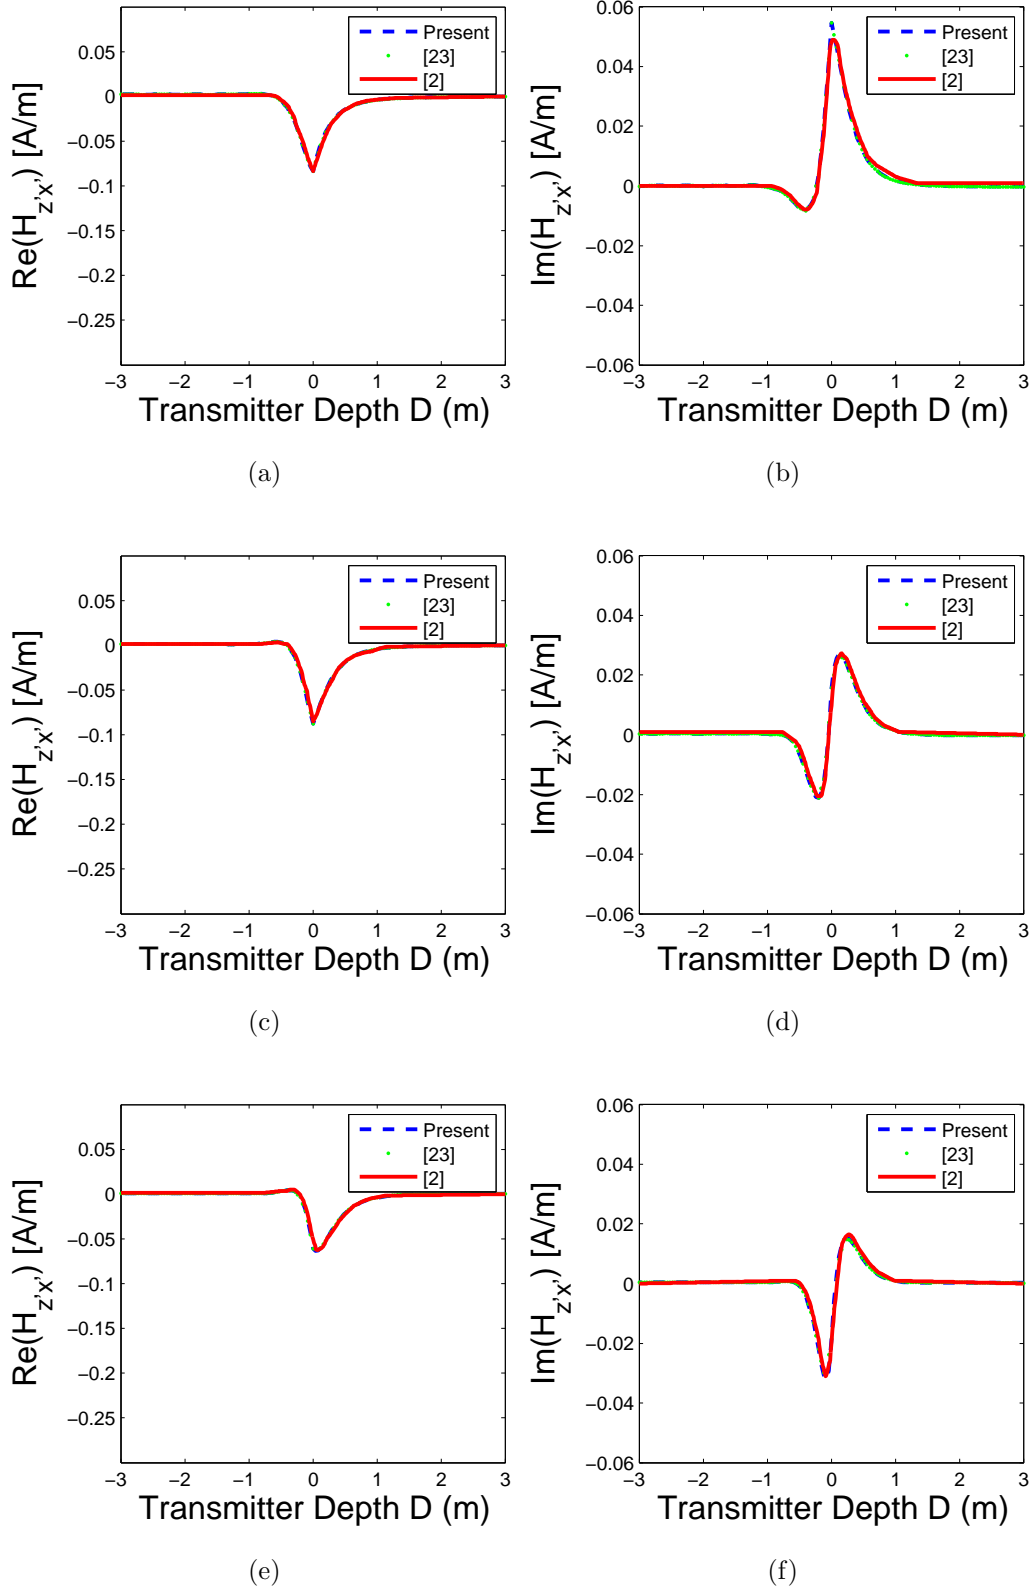 0.05
0
−0.05
−0.1
−0.15
−0.2
−0.25
−3 −2 −1 0 1 2 3
Re(H_{z'x'}) [A/m]
Transmitter Depth D (m)
Present
[23]
[2]
(a)
0.06
0.04
0.02
0
−0.02
−0.04
−0.06
−3 −2 −1 0 1 2 3
Im(H_{z'x'}) [A/m]
Transmitter Depth D (m)
Present
[23]
[2]
(b)
0.05
0
−0.05
−0.1
−0.15
−0.2
−0.25
−3 −2 −1 0 1 2 3
Re(H_{z'x'}) [A/m]
Transmitter Depth D (m)
Present
[23]
[2]
(c)
0.06
0.04
0.02
0
−0.02
−0.04
−0.06
−3 −2 −1 0 1 2 3
Im(H_{z'x'}) [A/m]
Transmitter Depth D (m)
Present
[23]
[2]
(d)
0.05
0
−0.05
−0.1
−0.15
−0.2
−0.25
−3 −2 −1 0 1 2 3
Re(H_{z'x'}) [A/m]
Transmitter Depth D (m)
Present
[23]
[2]
(e)
0.06
0.04
0.02
0
−0.02
−0.04
−0.06
−3 −2 −1 0 1 2 3
Im(H_{z'x'}) [A/m]
Transmitter Depth D (m)
Present
[23]
[2]
(f)